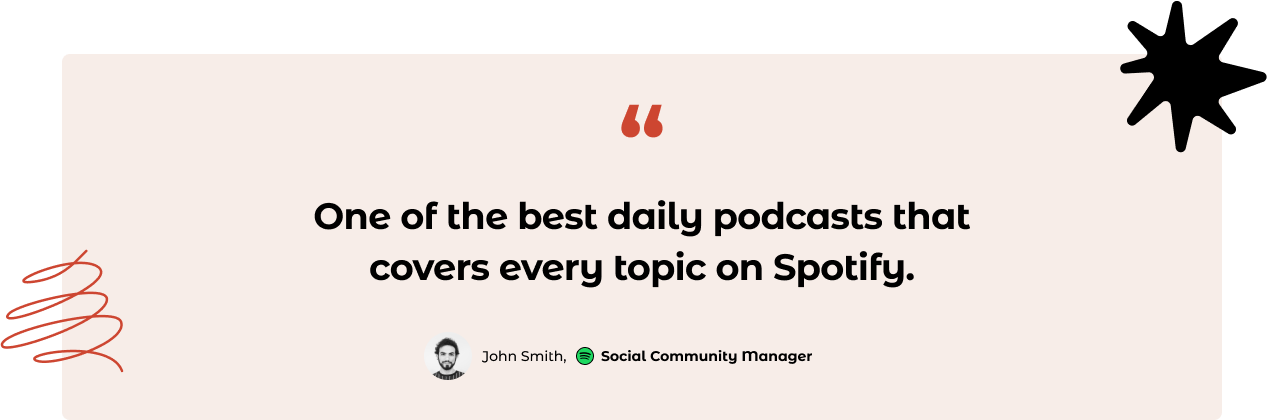 “
One of the best daily podcasts that
covers every topic on Spotify.
John Smith, Social Community Manager